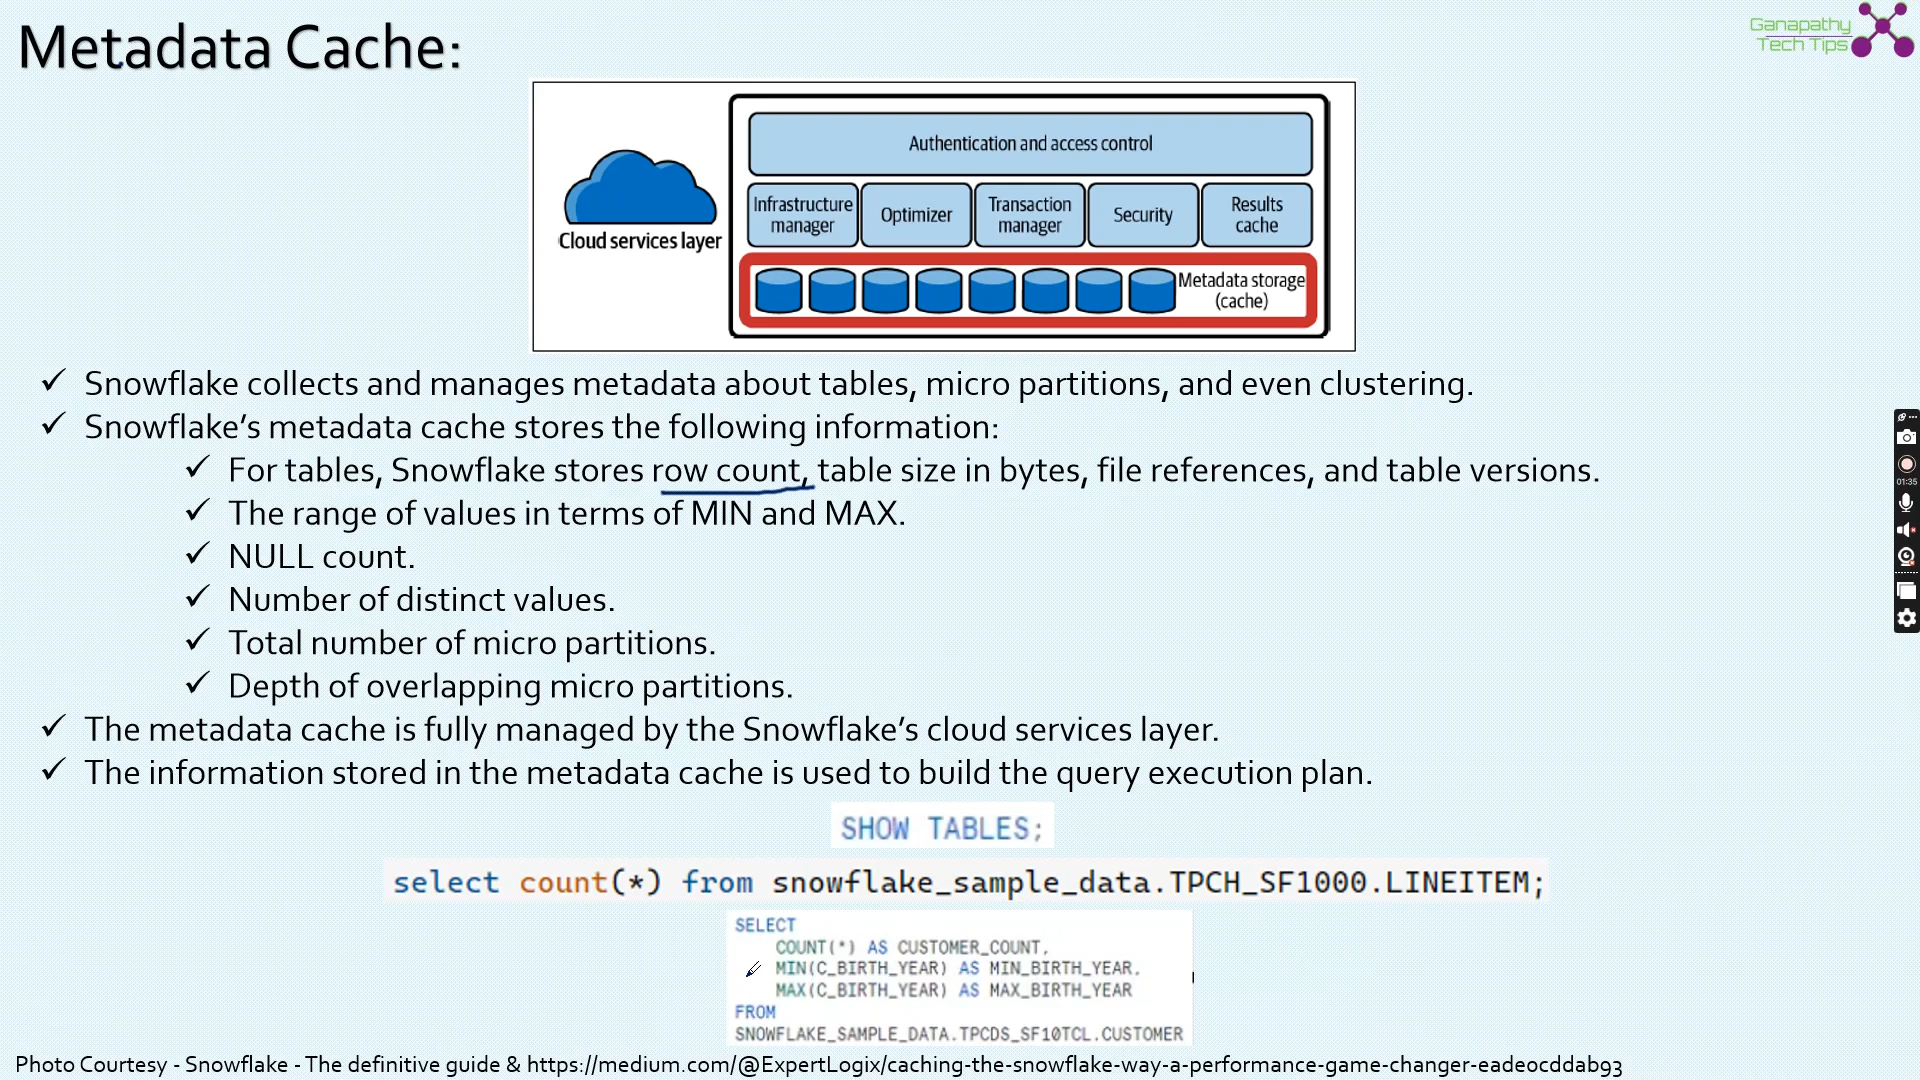 Metadata Cache:
Ganapathy
Tech Tips
Authentication and access control
Infrastructure
manager
Optimizer
Transaction
manager
Security
Results
cache
Cloud services layer
Metadata storage
(cache)
✓ Snowflake collects and manages metadata about tables, micro partitions, and even clustering.
✓ Snowflake's metadata cache stores the following information:
✓ For tables, Snowflake stores row count, table size in bytes, file references, and table versions.
✓ The range of values in terms of MIN and MAX.
✓ NULL count.
✓ Number of distinct values.
✓ Total number of micro partitions.
✓ Depth of overlapping micro partitions.
✓ The metadata cache is fully managed by the Snowflake's cloud services layer.
✓ The information stored in the metadata cache is used to build the query execution plan.
SHOW TABLES;
select count(*) from snowflake_sample_data.TPCH_SF1000.LINEITEM;
SELECT
COUNT(*) AS CUSTOMER_COUNT,
MIN(C_BIRTH_YEAR) AS MIN_BIRTH_YEAR,
MAX(C_BIRTH_YEAR) AS MAX_BIRTH_YEAR
FROM
SNOWFLAKE_SAMPLE_DATA.TPCDS_SF10TCL.CUSTOMER
Photo Courtesy - Snowflake - The definitive guide & https://medium.com/@ExpertLogix/caching-the-snowflake-way-a-performance-game-changer-eade0cddab93
01:35